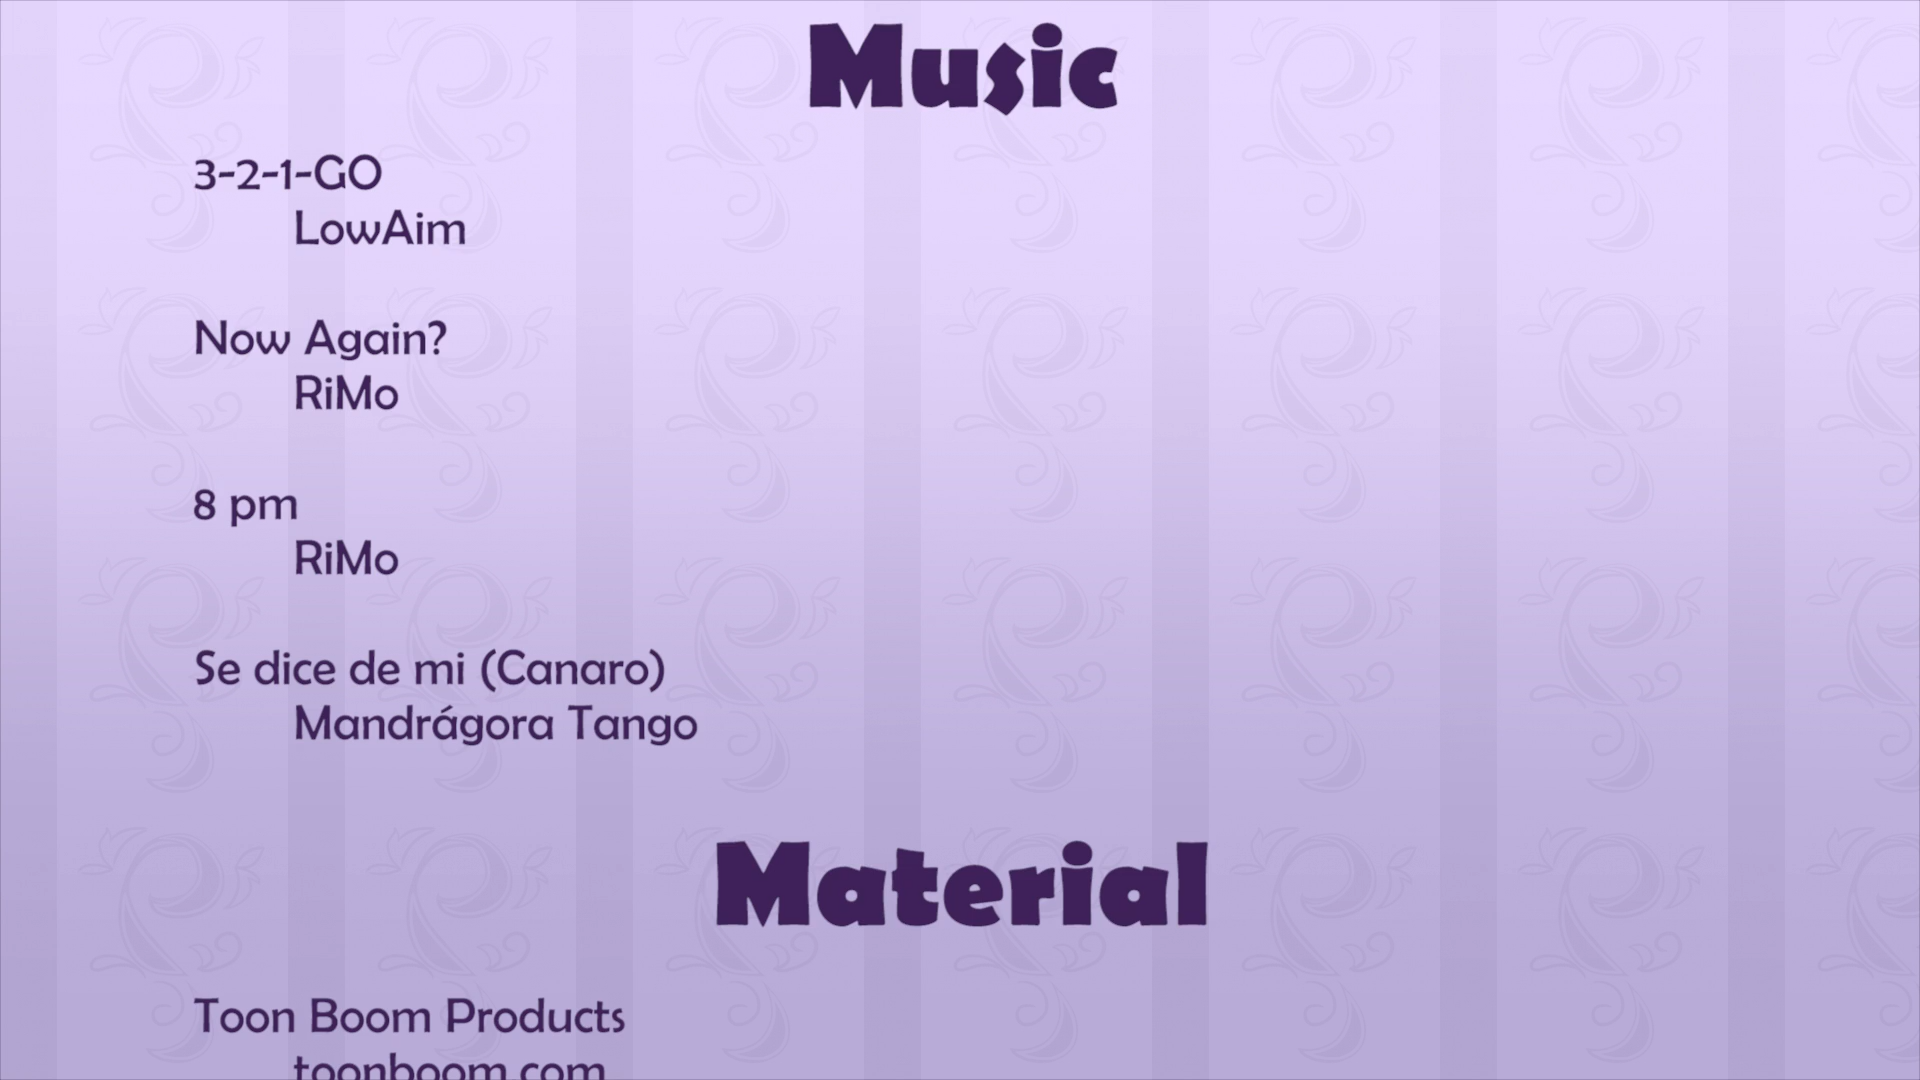 Music
3-2-1-GO
LowAim
Now Again?
RiMo
8 pm
RiMo
Se dice de mi (Canaro)
Mandrágora Tango
Material
Toon Boom Products
toonboom.com